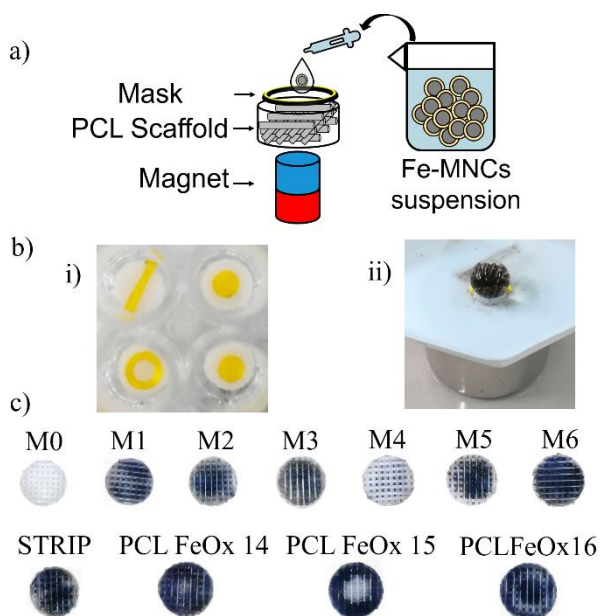 a)
Mask
PCL Scaffold
Magnet
Fe-MNCs
suspension
b)
i)
ii)
c)
M0 M1 M2 M3 M4 M5 M6
STRIP PCL FeOx 14 PCL FeOx 15 PCLFeOx16